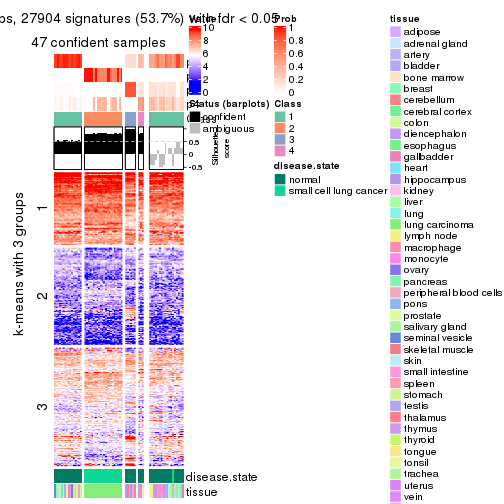 27904 signatures (53.7%) with fdr < 0.05
47 confident samples
Value
10
8
6
4
2
0
Prob
1
0.8
0.6
0.4
0.2
0
Status (barplots)
confident
ambiguous
Class
1
2
3
4
disease.state
normal
small cell lung cancer
Silhouette
score
0.5
0
-0.5
k-means with 3 groups
1
2
3
disease.state
tissue
tissue
adipose
adrenal gland
artery
bladder
bone marrow
breast
cerebellum
cerebral cortex
colon
diencephalon
esophagus
gallbadder
heart
hippocampus
kidney
liver
lung
lung carcinoma
lymph node
macrophage
monocyte
ovary
pancreas
peripheral blood cells
pons
prostate
salivary gland
seminal vesicle
skeletal muscle
skin
small intestine
spleen
stomach
testis
thalamus
thymus
thyroid
tongue
tonsil
trachea
uterus
vein